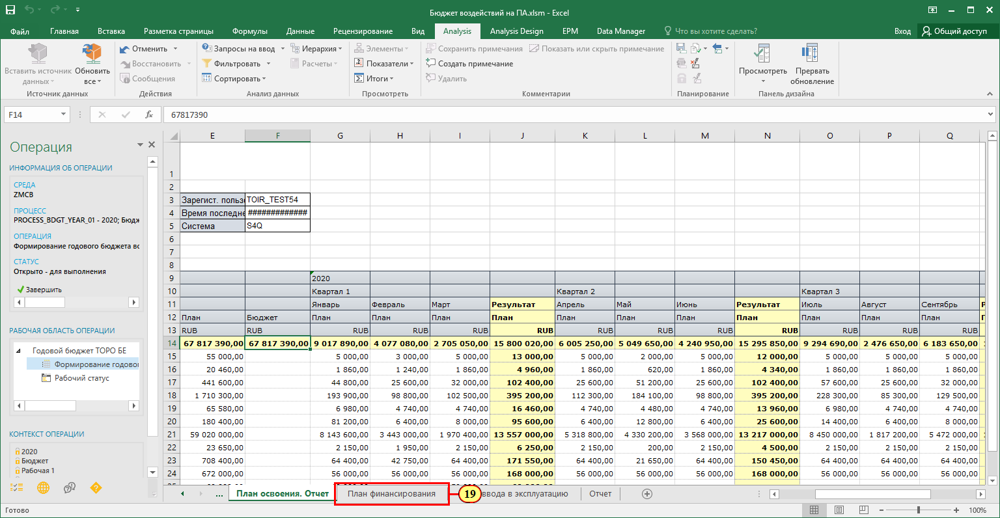 Бюджет воздействий на ПА.xlsm - Excel
Файл Главная Вставка Разметка страницы Формулы Данные Рецензирование Вид Analysis Analysis Design EPM Data Manager Что вы хотите сделать? Вход Общий доступ
Вставить источник данных
Обновить все
Источник данных
Отменить
Восстановить
Сообщения
Действия
Запросы на ввод
Фильтровать
Сортировать
Иерархия
Расчеты
Анализ данных
Элементы
Показатели
Итоги
Просмотреть
Сохранить примечания
Показать или скрыть примечание
Создать примечание
Удалить
Комментарии
Планирование
Просмотреть
Прервать обновление
Панель дизайна
F14 fx 67817390
Операция
ИНФОРМАЦИЯ ОБ ОПЕРАЦИИ
СРЕДА
ZMCB
ПРОЦЕСС
PROCESS_BDGT_YEAR_01 - 2020; Бюдж
ОПЕРАЦИЯ
Формирование годового бюджета вс
СТАТУС
Открыто - для выполнения
Завершить
РАБОЧАЯ ОБЛАСТЬ ОПЕРАЦИИ
Годовой бюджет ТОРО БЕ
Формирование годово
Рабочий статус
КОНТЕКСТ ОПЕРАЦИИ
2020
Бюджет
Рабочая 1
E F G H I J K L M N O P Q
1
2
3 Зарегист. польз TOIR_TEST54
4 Время последне #############
5 Система S4Q
6
7
8
9 2020
10 Квартал 1 Квартал 2 Квартал 3
11 Январь Февраль Март Результат Апрель Май Июнь Результат Июль Август Сентябрь
12 План Бюджет План План План План План План План План План План План
13 RUB RUB RUB RUB RUB RUB RUB RUB RUB RUB RUB RUB RUB
14 67 817 390,00 67 817 390,00 9 017 890,00 4 077 080,00 2 705 050,00 15 800 020,00 6 005 250,00 5 049 650,00 4 240 950,00 15 295 850,00 9 294 690,00 2 476 650,00 6 183 650,00
15 55 000,00 5 000,00 3 000,00 5 000,00 13 000,00 5 000,00 2 000,00 5 000,00 12 000,00 5 000,00 5 000,00 5 000,00
16 20 460,00 1 860,00 1 240,00 1 860,00 4 960,00 1 860,00 620,00 1 860,00 4 340,00 1 860,00 1 860,00 1 860,00
17 441 600,00 44 800,00 25 600,00 32 000,00 102 400,00 25 600,00 51 200,00 25 600,00 102 400,00 57 600,00 25 600,00 32 000,00
18 1 710 300,00 193 900,00 98 800,00 102 500,00 395 200,00 112 300,00 184 100,00 98 800,00 395 200,00 228 300,00 85 300,00 129 500,00
19 65 580,00 6 980,00 4 740,00 4 740,00 16 460,00 4 740,00 4 480,00 4 740,00 13 960,00 6 980,00 4 740,00 4 740,00
20 180 400,00 81 200,00 6 400,00 8 000,00 95 600,00 6 400,00 12 800,00 6 400,00 25 600,00 14 400,00 6 400,00 8 000,00
21 59 020 000,00 8 143 600,00 3 443 000,00 1 970 400,00 13 557 000,00 5 318 800,00 4 330 200,00 3 568 000,00 13 217 000,00 8 450 000,00 1 817 200,00 5 472 000,00
22 23 650,00 2 150,00 1 950,00 2 150,00 6 250,00 2 150,00 200,00 2 150,00 4 500,00 2 150,00 2 150,00 2 150,00
23 708 400,00 64 400,00 42 750,00 64 400,00 171 550,00 64 400,00 21 650,00 64 400,00 150 450,00 64 400,00 64 400,00 64 400,00
24 672 000,00 56 000,00 56 000,00 56 000,00 168 000,00 56 000,00 56 000,00 56 000,00 168 000,00 56 000,00 56 000,00 56 000,00
... План освоения. Отчет План финансирования 19 ввода в эксплуатацию Отчет
Готово 100%